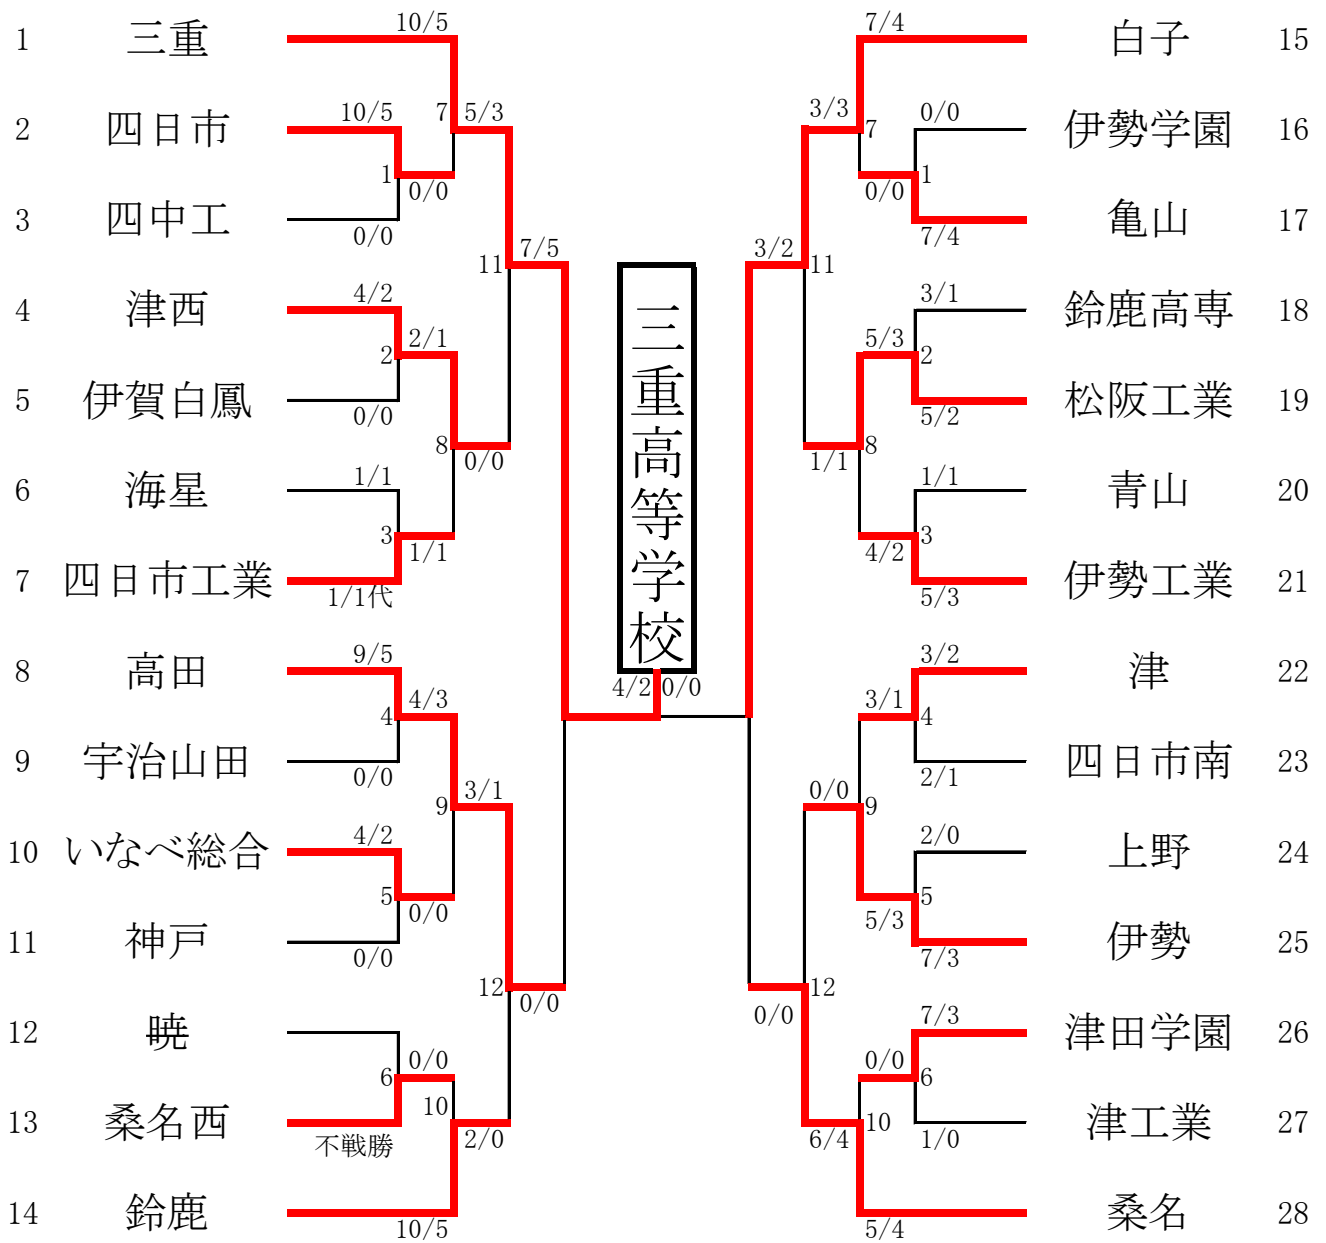 10/5
7/4
1 三重
白子 15
10/5
7 5/3
3/3
7
0/0
2 四日市
伊勢学園 16
1
0/0
0/0
1
3 四中工
亀山 17
0/0
7/4
11 7/5
3/2 11
4/2
3/1
4 津西
鈴鹿高専 18
2/1
2
5/3
2
5 伊賀白鳳
松阪工業 19
0/0
5/2
8
0/0
1/1
8
1/1
1/1
6 海星
青山 20
3
1/1
3
4/2
7 四日市工業
伊勢工業 21
1/1代
5/3
三重高等学校
9/5
3/2
8 高田
津 22
4/2 0/0
4/3
4
3/1
4
9 宇治山田
四日市南 23
0/0
2/1
3/1
9
0/0
9
4/2
2/0
10 いなべ総合
上野 24
5
0/0
5
5/3
11 神戸
伊勢 25
0/0
7/3
12
0/0
12
0/0
7/3
12 暁
津田学園 26
0/0
6
0/0
6
13 桑名西
津工業 27
10
2/0
10
6/4
不戦勝
1/0
14 鈴鹿
桑名 28
10/5
5/4